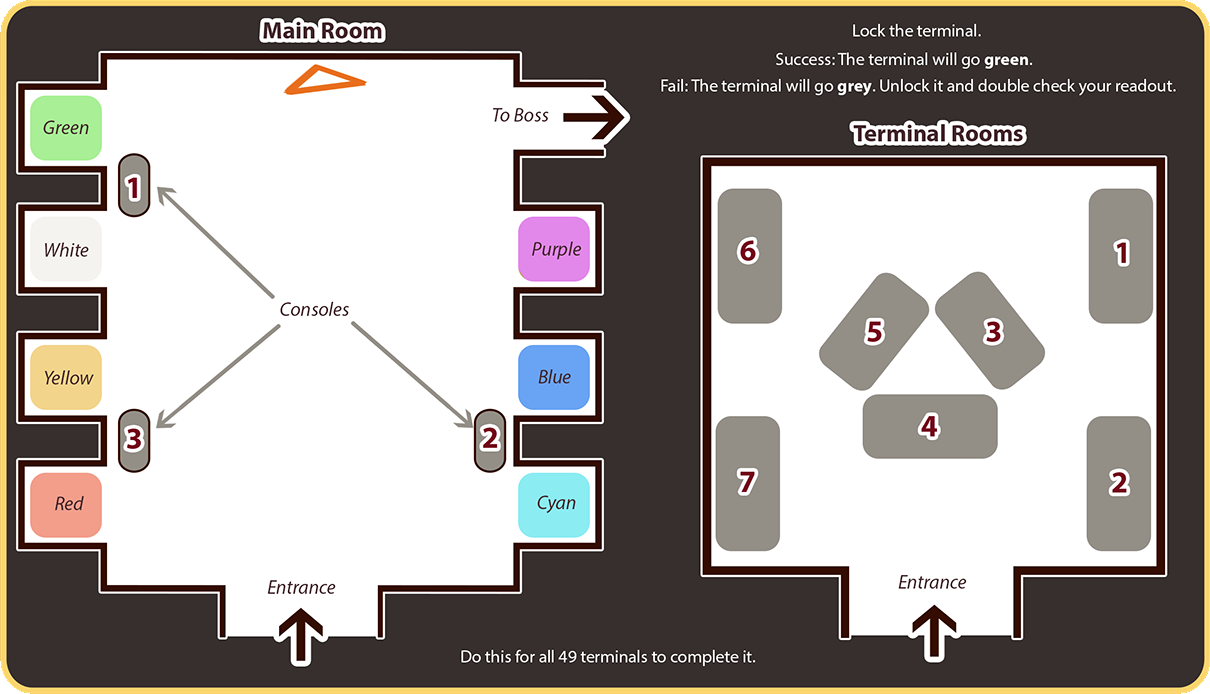 Main Room
Lock the terminal.
Success: The terminal will go green.
Fail: The terminal will go grey. Unlock it and double check your readout.
To Boss
Green
1
White
Purple
Consoles
Yellow
Blue
3
2
Red
Cyan
Entrance
Terminal Rooms
6
1
5
3
4
7
2
Entrance
Do this for all 49 terminals to complete it.